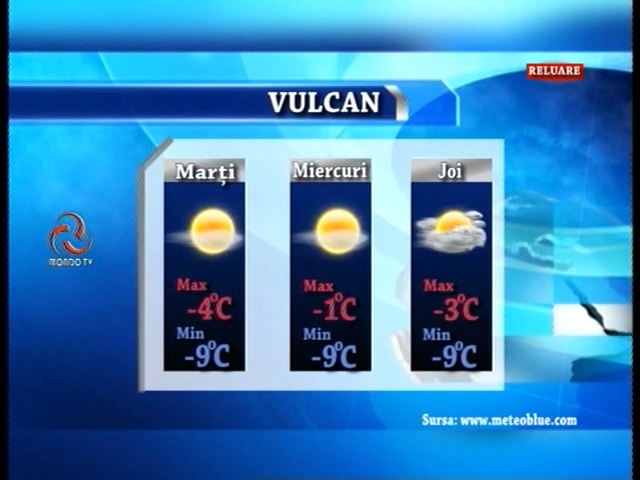 RELUARE
VULCAN
Marți
Miercuri
Joi
Max
-4°C
Min
-9°C
Max
-1°C
Min
-9°C
Max
-3°C
Min
-9°C
MONDO TV
Sursa: www.meteoblue.com